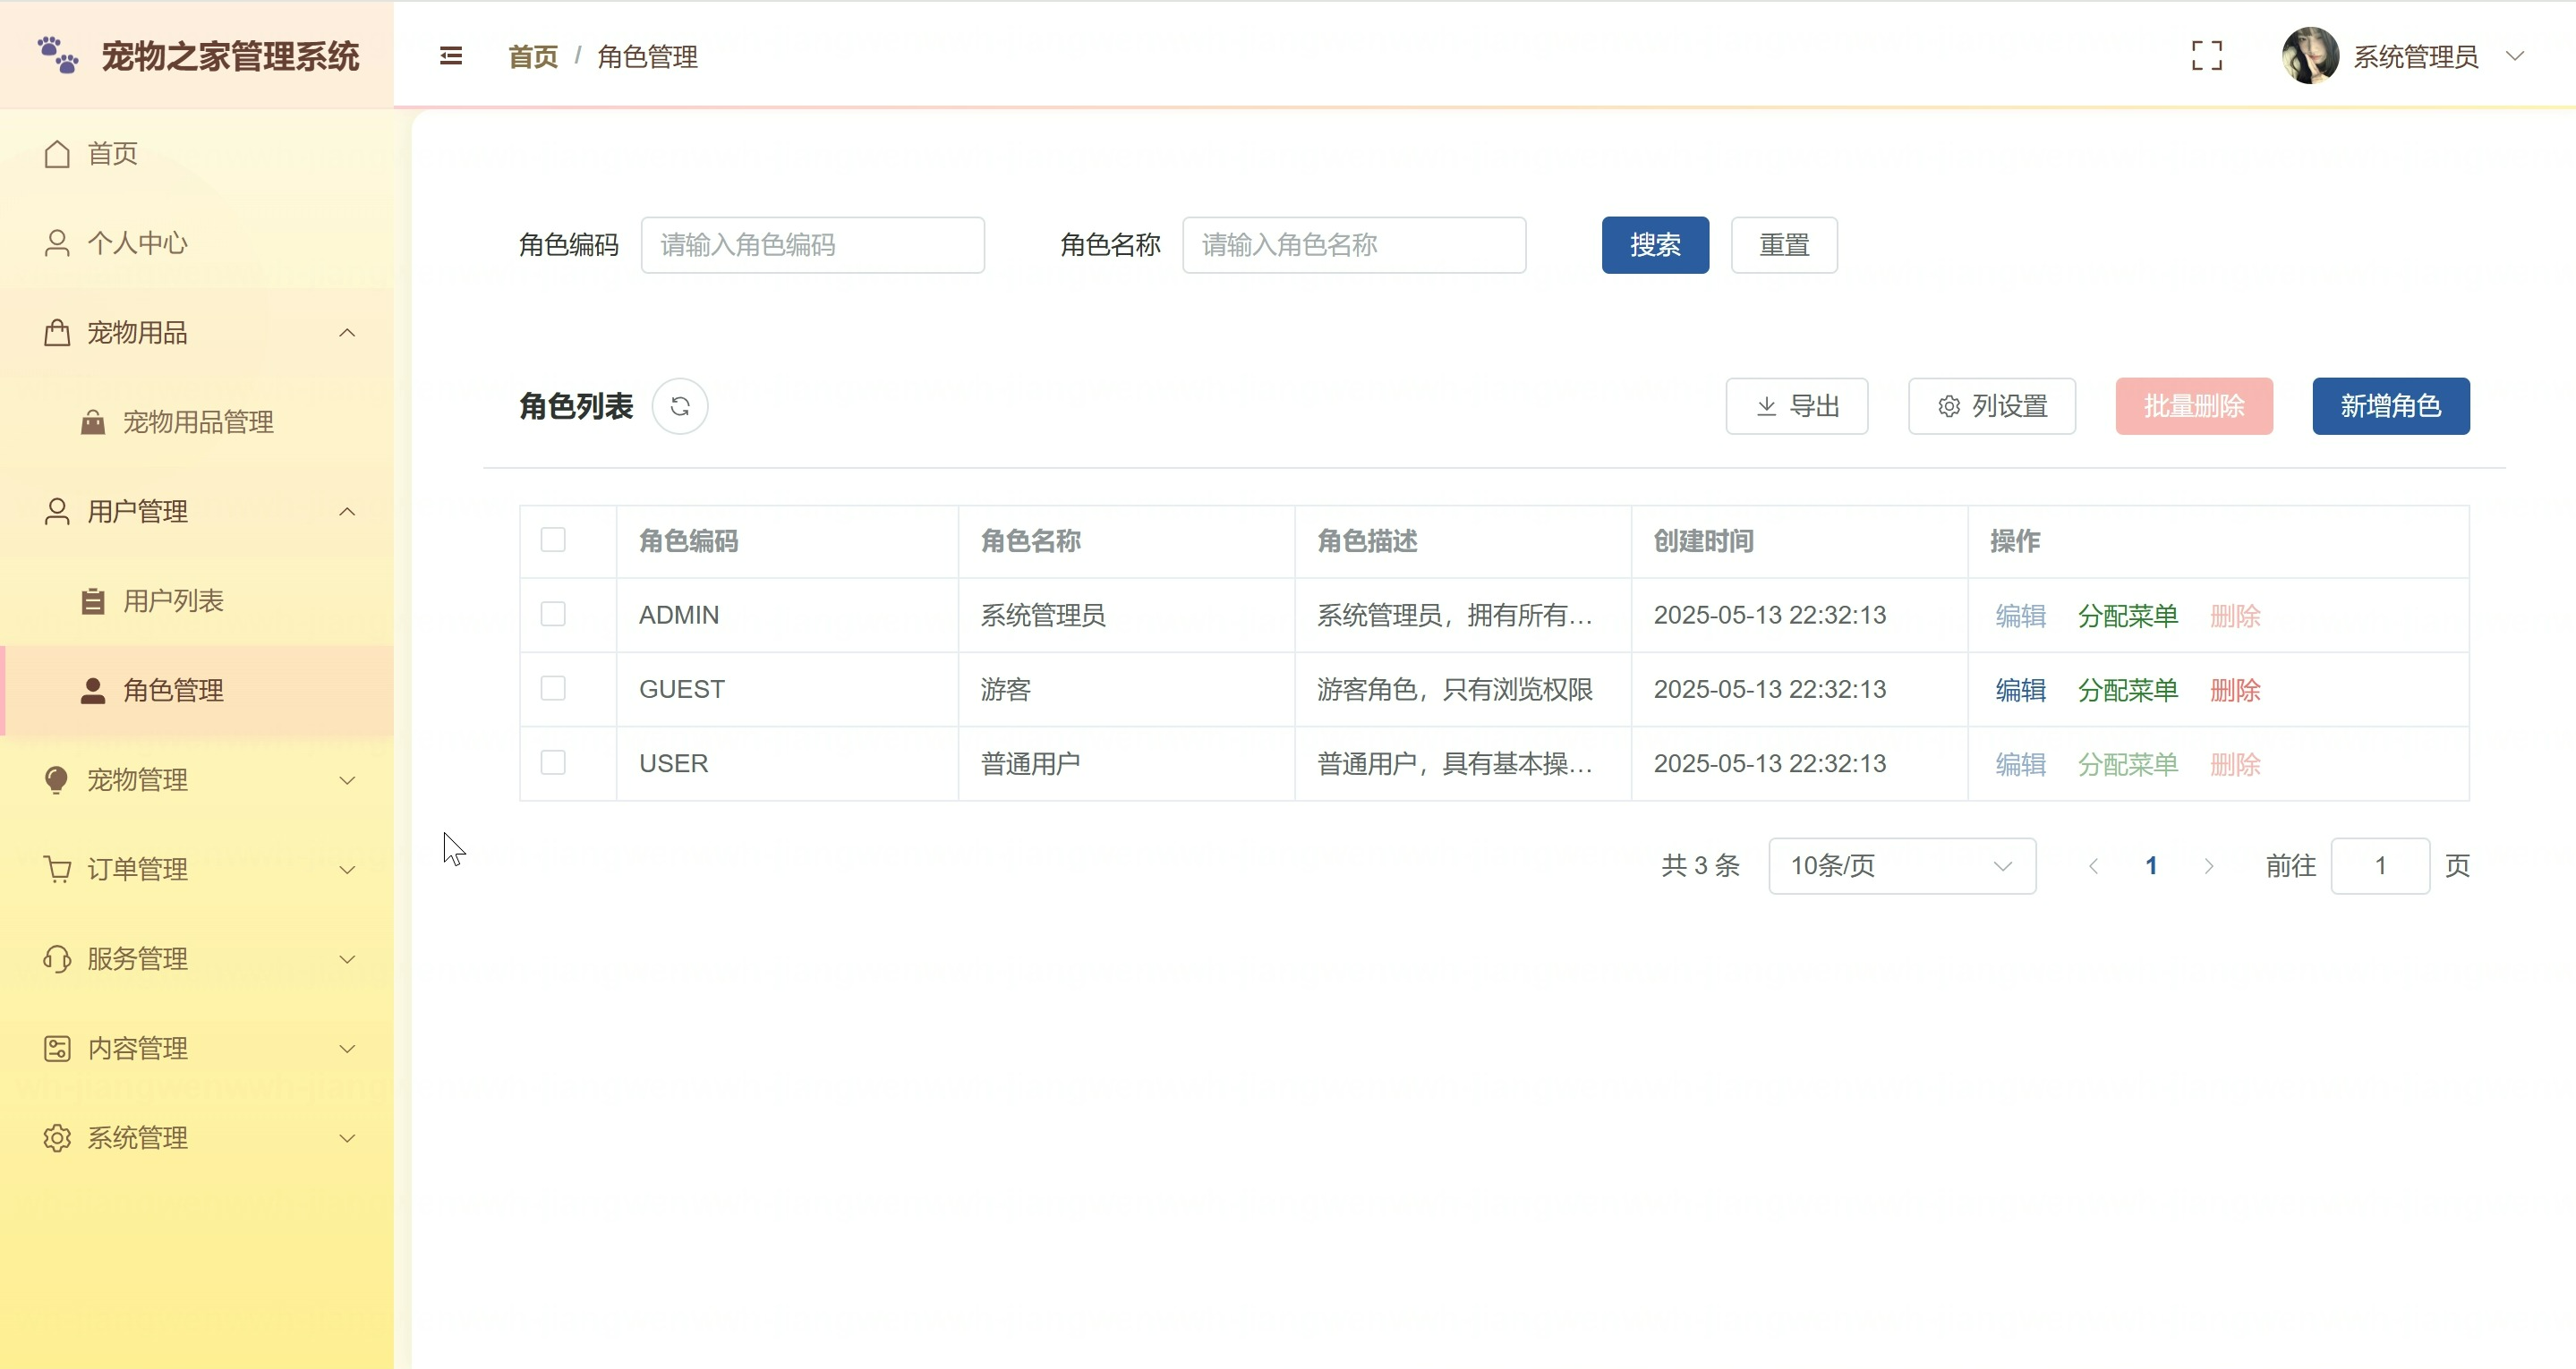 宠物之家管理系统
首页 / 角色管理
系统管理员
首页
个人中心
宠物用品
宠物用品管理
用户管理
用户列表
角色管理
宠物管理
订单管理
服务管理
内容管理
系统管理
角色编码 请输入角色编码 角色名称 请输入角色名称 搜索 重置
角色列表 导出 列设置 批量删除 新增角色
角色编码 角色名称 角色描述 创建时间 操作
ADMIN 系统管理员 系统管理员，拥有所有... 2025-05-13 22:32:13 编辑 分配菜单 删除
GUEST 游客 游客角色，只有浏览权限 2025-05-13 22:32:13 编辑 分配菜单 删除
USER 普通用户 普通用户，具有基本操... 2025-05-13 22:32:13 编辑 分配菜单 删除
共 3 条 10条/页 1 前往 1 页